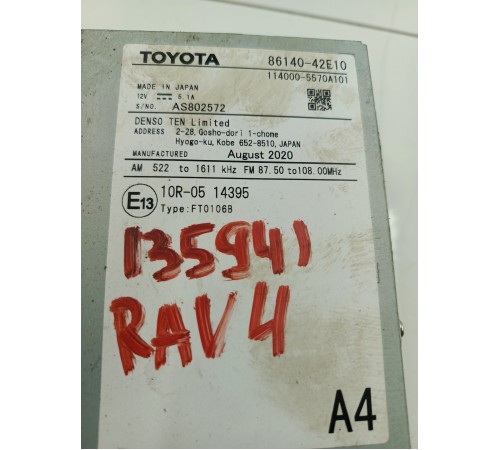 TOYOTA 86140-42E10
114000-5570A101
MADE IN JAPAN
12V 5.1A
S/NO. AS802572
DENSO TEN Limited
ADDRESS 2-28, Gosho-dori 1-chome
Hyogo-ku, Kobe 652-8510, JAPAN
MANUFACTURED August 2020
AM 522 to 1611 kHz FM 87.50 to 108.00MHz
E13 10R-05 14395
Type:FT0106B
135941
RAV4
A4